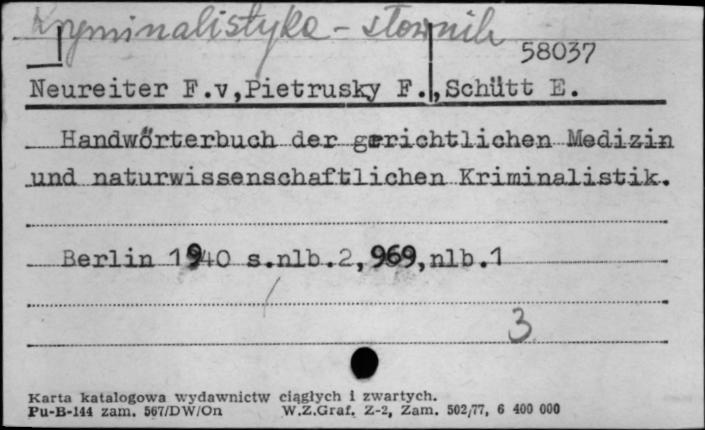 Kryminalistyka - słownik
58037
Neureiter F.v,Pietrusky F.,Schütt E.
Handwörterbuch der gerichtlichen Medizin
und naturwissenschaftlichen Kriminalistik.
Berlin 1940 s.nlb.2,969,nlb.1
3
Karta katalogowa wydawnictw ciągłych i zwartych.
Pu-B-144 zam. 567/DW/On W.Z.Graf. Z-2, Zam. 502/77, 6 400 000